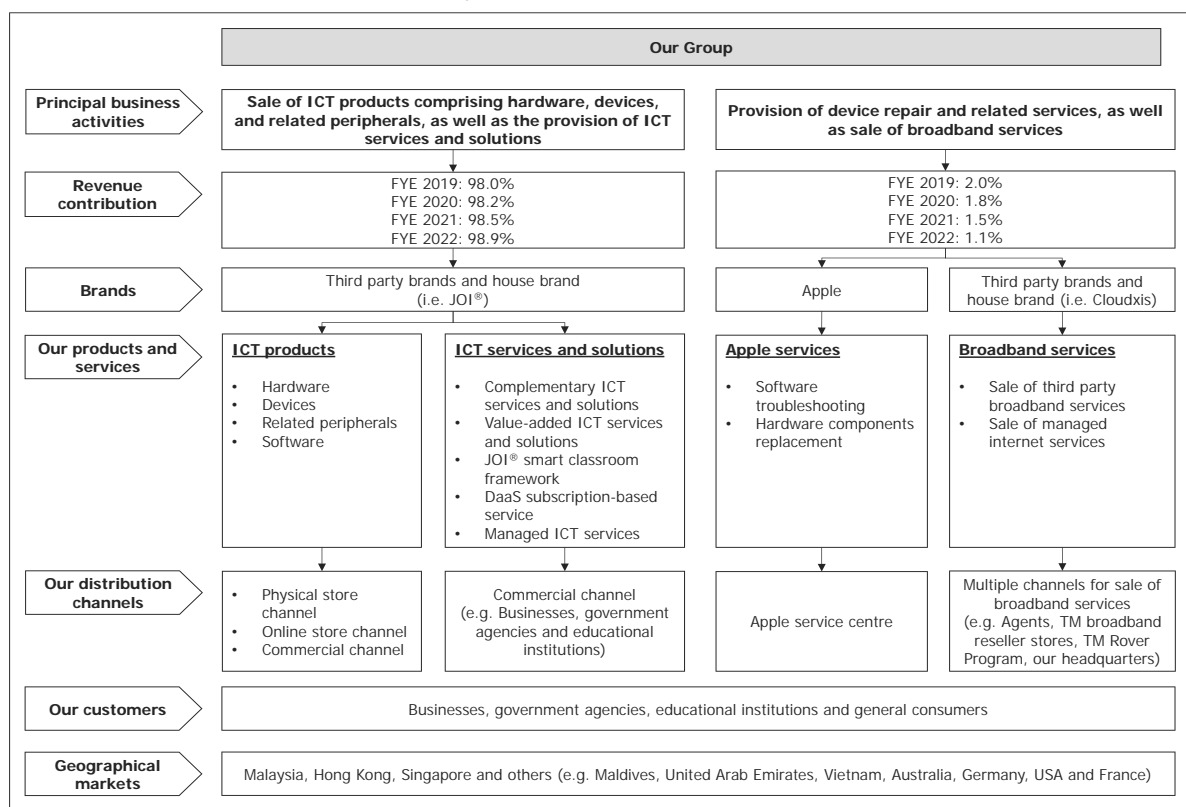 Our Group
Principal business
activities
Sale of ICT products comprising hardware, devices,
and related peripherals, as well as the provision of ICT
services and solutions
Provision of device repair and related services, as well
as sale of broadband services
Revenue
contribution
FYE 2019: 98.0%
FYE 2020: 98.2%
FYE 2021: 98.5%
FYE 2022: 98.9%
FYE 2019: 2.0%
FYE 2020: 1.8%
FYE 2021: 1.5%
FYE 2022: 1.1%
Brands
Third party brands and house brand
(i.e. JOI®)
Apple
Third party brands and
house brand (i.e. Cloudxis)
Our products and
services
ICT products
• Hardware
• Devices
• Related peripherals
• Software
ICT services and solutions
• Complementary ICT
services and solutions
• Value-added ICT services
and solutions
• JOI® smart classroom
framework
• DaaS subscription-based
service
• Managed ICT services
Apple services
• Software
troubleshooting
• Hardware components
replacement
Broadband services
• Sale of third party
broadband services
• Sale of managed
internet services
Our distribution
channels
• Physical store
channel
• Online store channel
• Commercial channel
Commercial channel
(e.g. Businesses, government
agencies and educational
institutions)
Apple service centre
Multiple channels for sale of
broadband services
(e.g. Agents, TM broadband
reseller stores, TM Rover
Program, our headquarters)
Our customers
Businesses, government agencies, educational institutions and general consumers
Geographical
markets
Malaysia, Hong Kong, Singapore and others (e.g. Maldives, United Arab Emirates, Vietnam, Australia, Germany, USA and France)